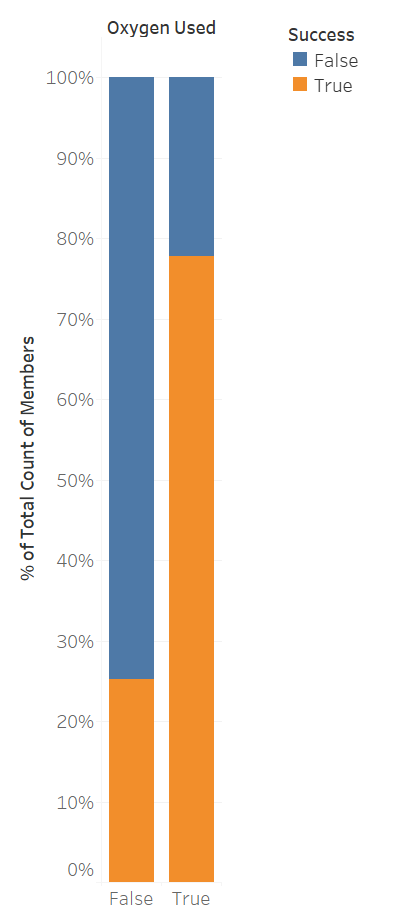 Oxygen Used
Success
False
True
100%
90%
80%
70%
60%
50%
40%
30%
20%
10%
0%
% of Total Count of Members
False True